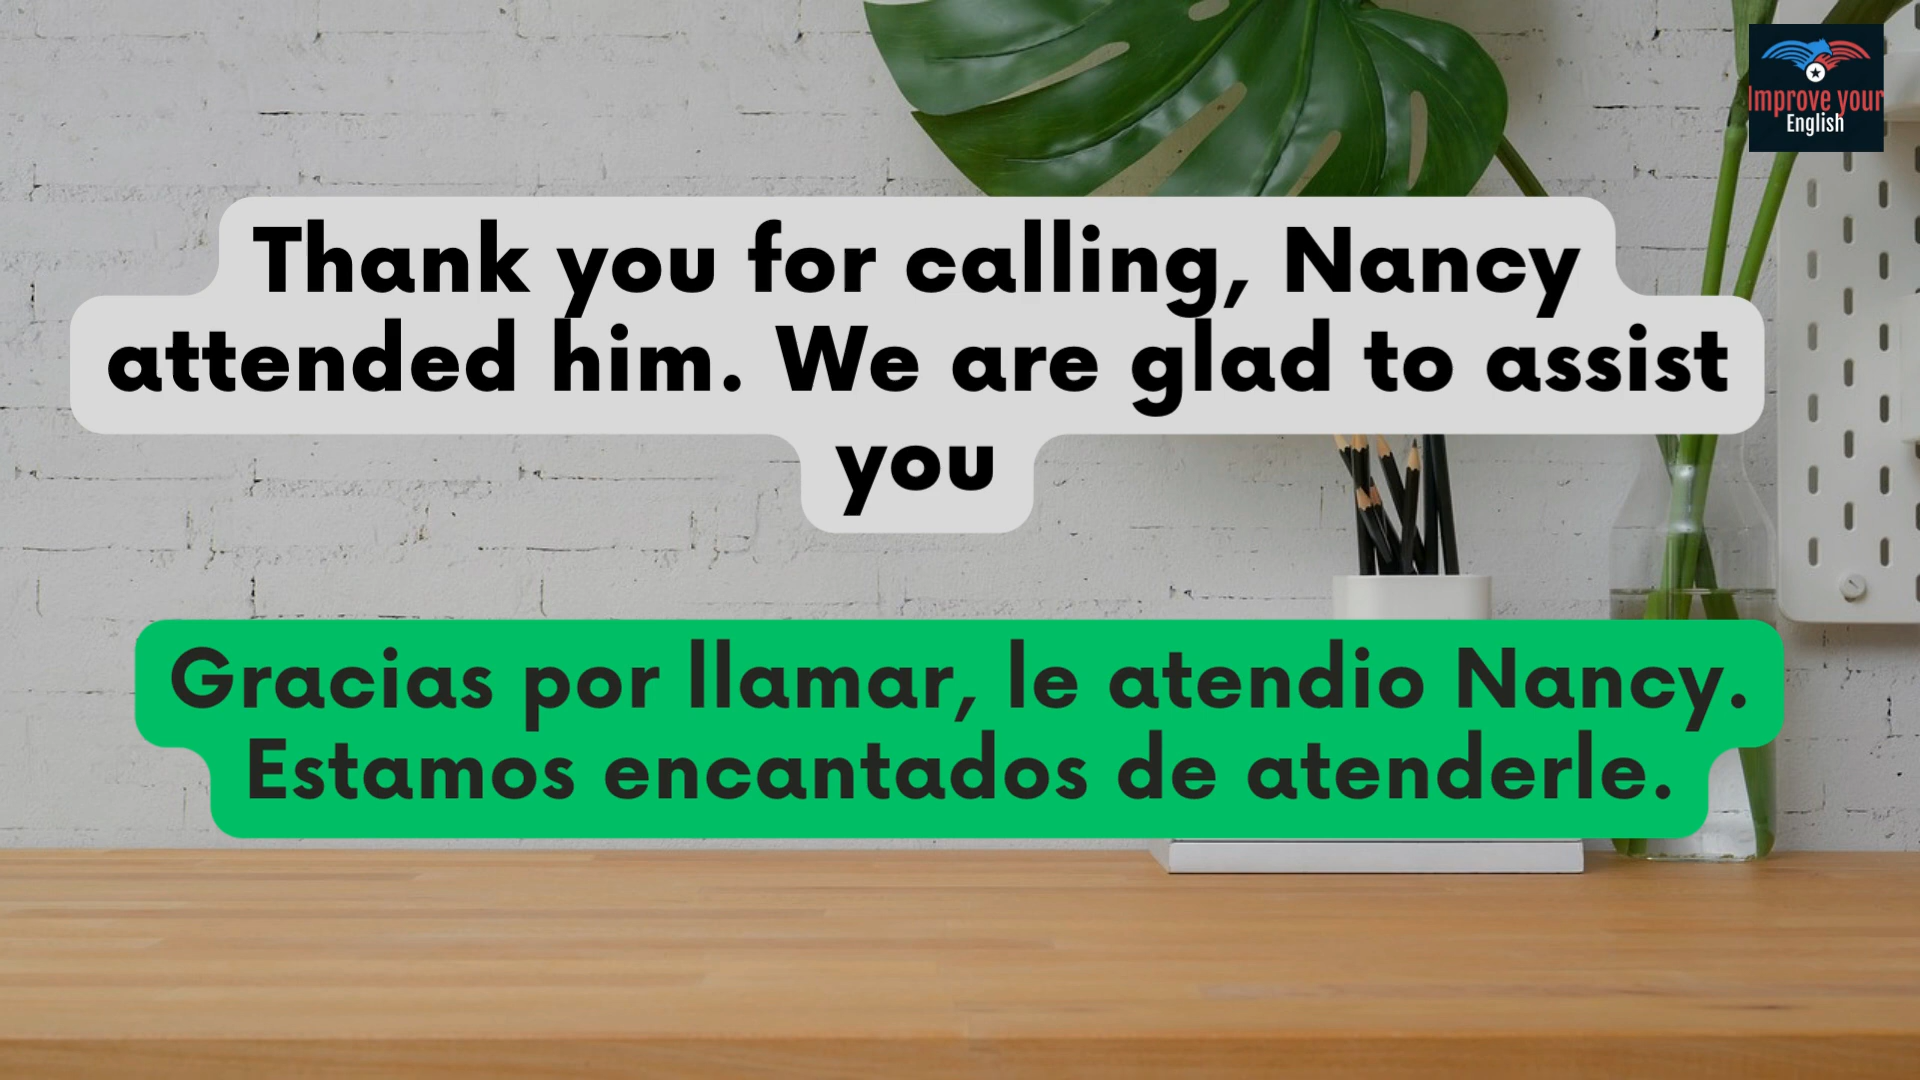 Improve your
English
Thank you for calling, Nancy
attended him. We are glad to assist
you
Gracias por llamar, le atendio Nancy.
Estamos encantados de atenderle.